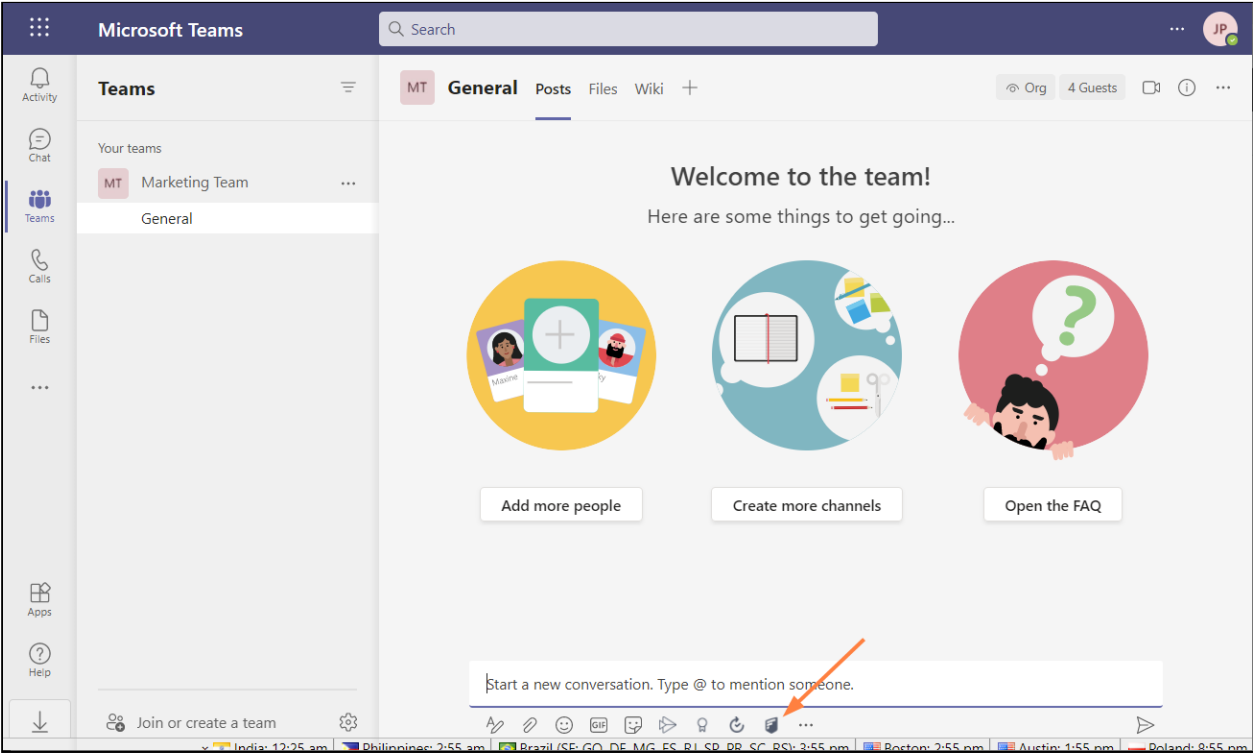 Microsoft Teams
Search
JP
Activity
Chat
Teams
Calls
Files
Apps
Help
Teams
Your teams
MT Marketing Team
General
Join or create a team
MT General Posts Files Wiki
Org 4 Guests
Welcome to the team!
Here are some things to get going...
Maxine
ky
?
Add more people
Create more channels
Open the FAQ
Start a new conversation. Type @ to mention someone.
GIF
India: 12:25 am Philippines: 2:55 am Brazil (SE: GO, DF, MG, ES, RJ, SP, PR, SC, RS): 3:55 pm Boston: 2:55 pm Austin: 1:55 pm Poland: 8:55 pm